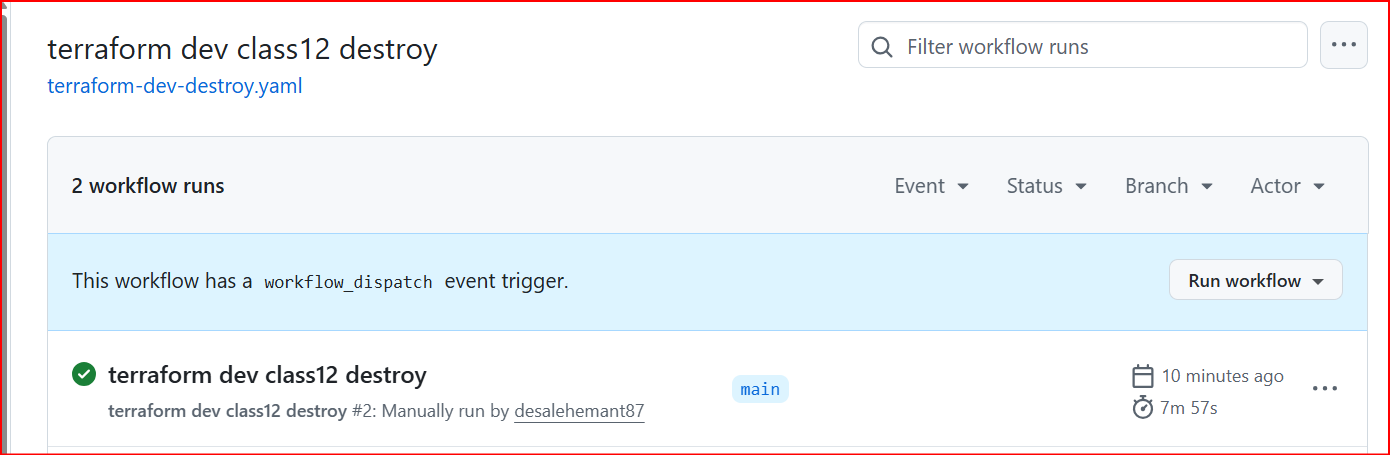 terraform dev class12 destroy
Filter workflow runs
terraform-dev-destroy.yaml
2 workflow runs
Event
Status
Branch
Actor
This workflow has a workflow_dispatch event trigger.
Run workflow
terraform dev class12 destroy
main
10 minutes ago
terraform dev class12 destroy #2: Manually run by desalehemant87
7m 57s